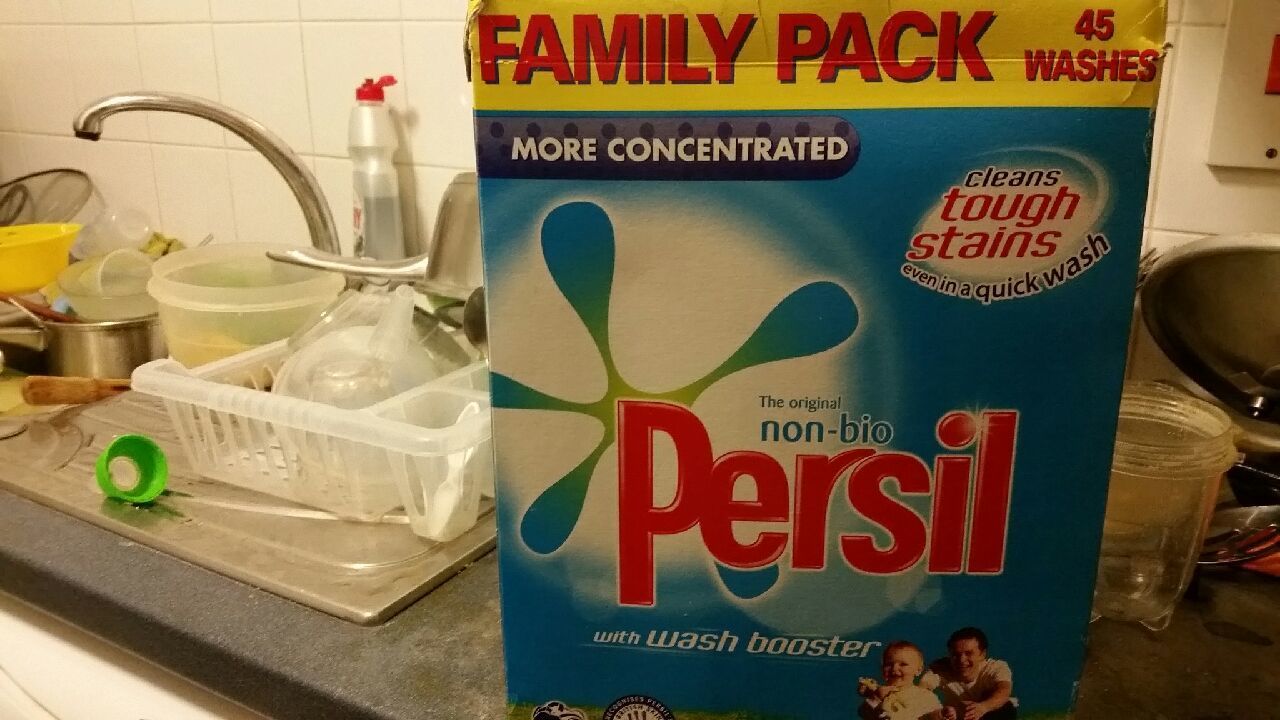 FAMILY PACK
45
WASHES
MORE CONCENTRATED
cleans
tough
stains
even in a quick wash
The original
non-bio
Persil
with wash booster